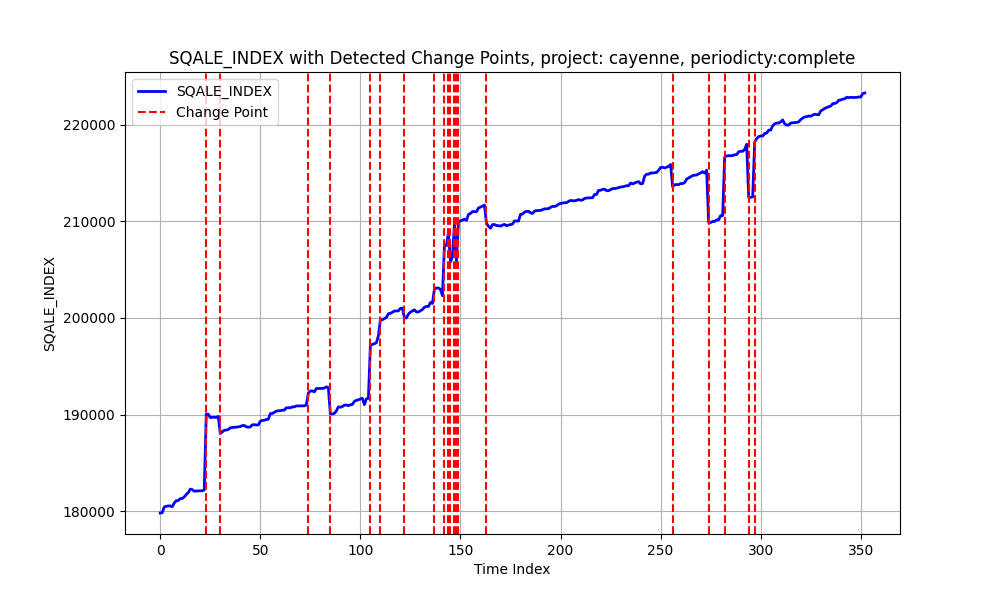 SQALE_INDEX with Detected Change Points, project: cayenne, periodicty:complete
SQALE_INDEX
Change Point
220000
210000
200000
190000
180000
SQALE_INDEX
0 50 100 150 200 250 300 350
Time Index